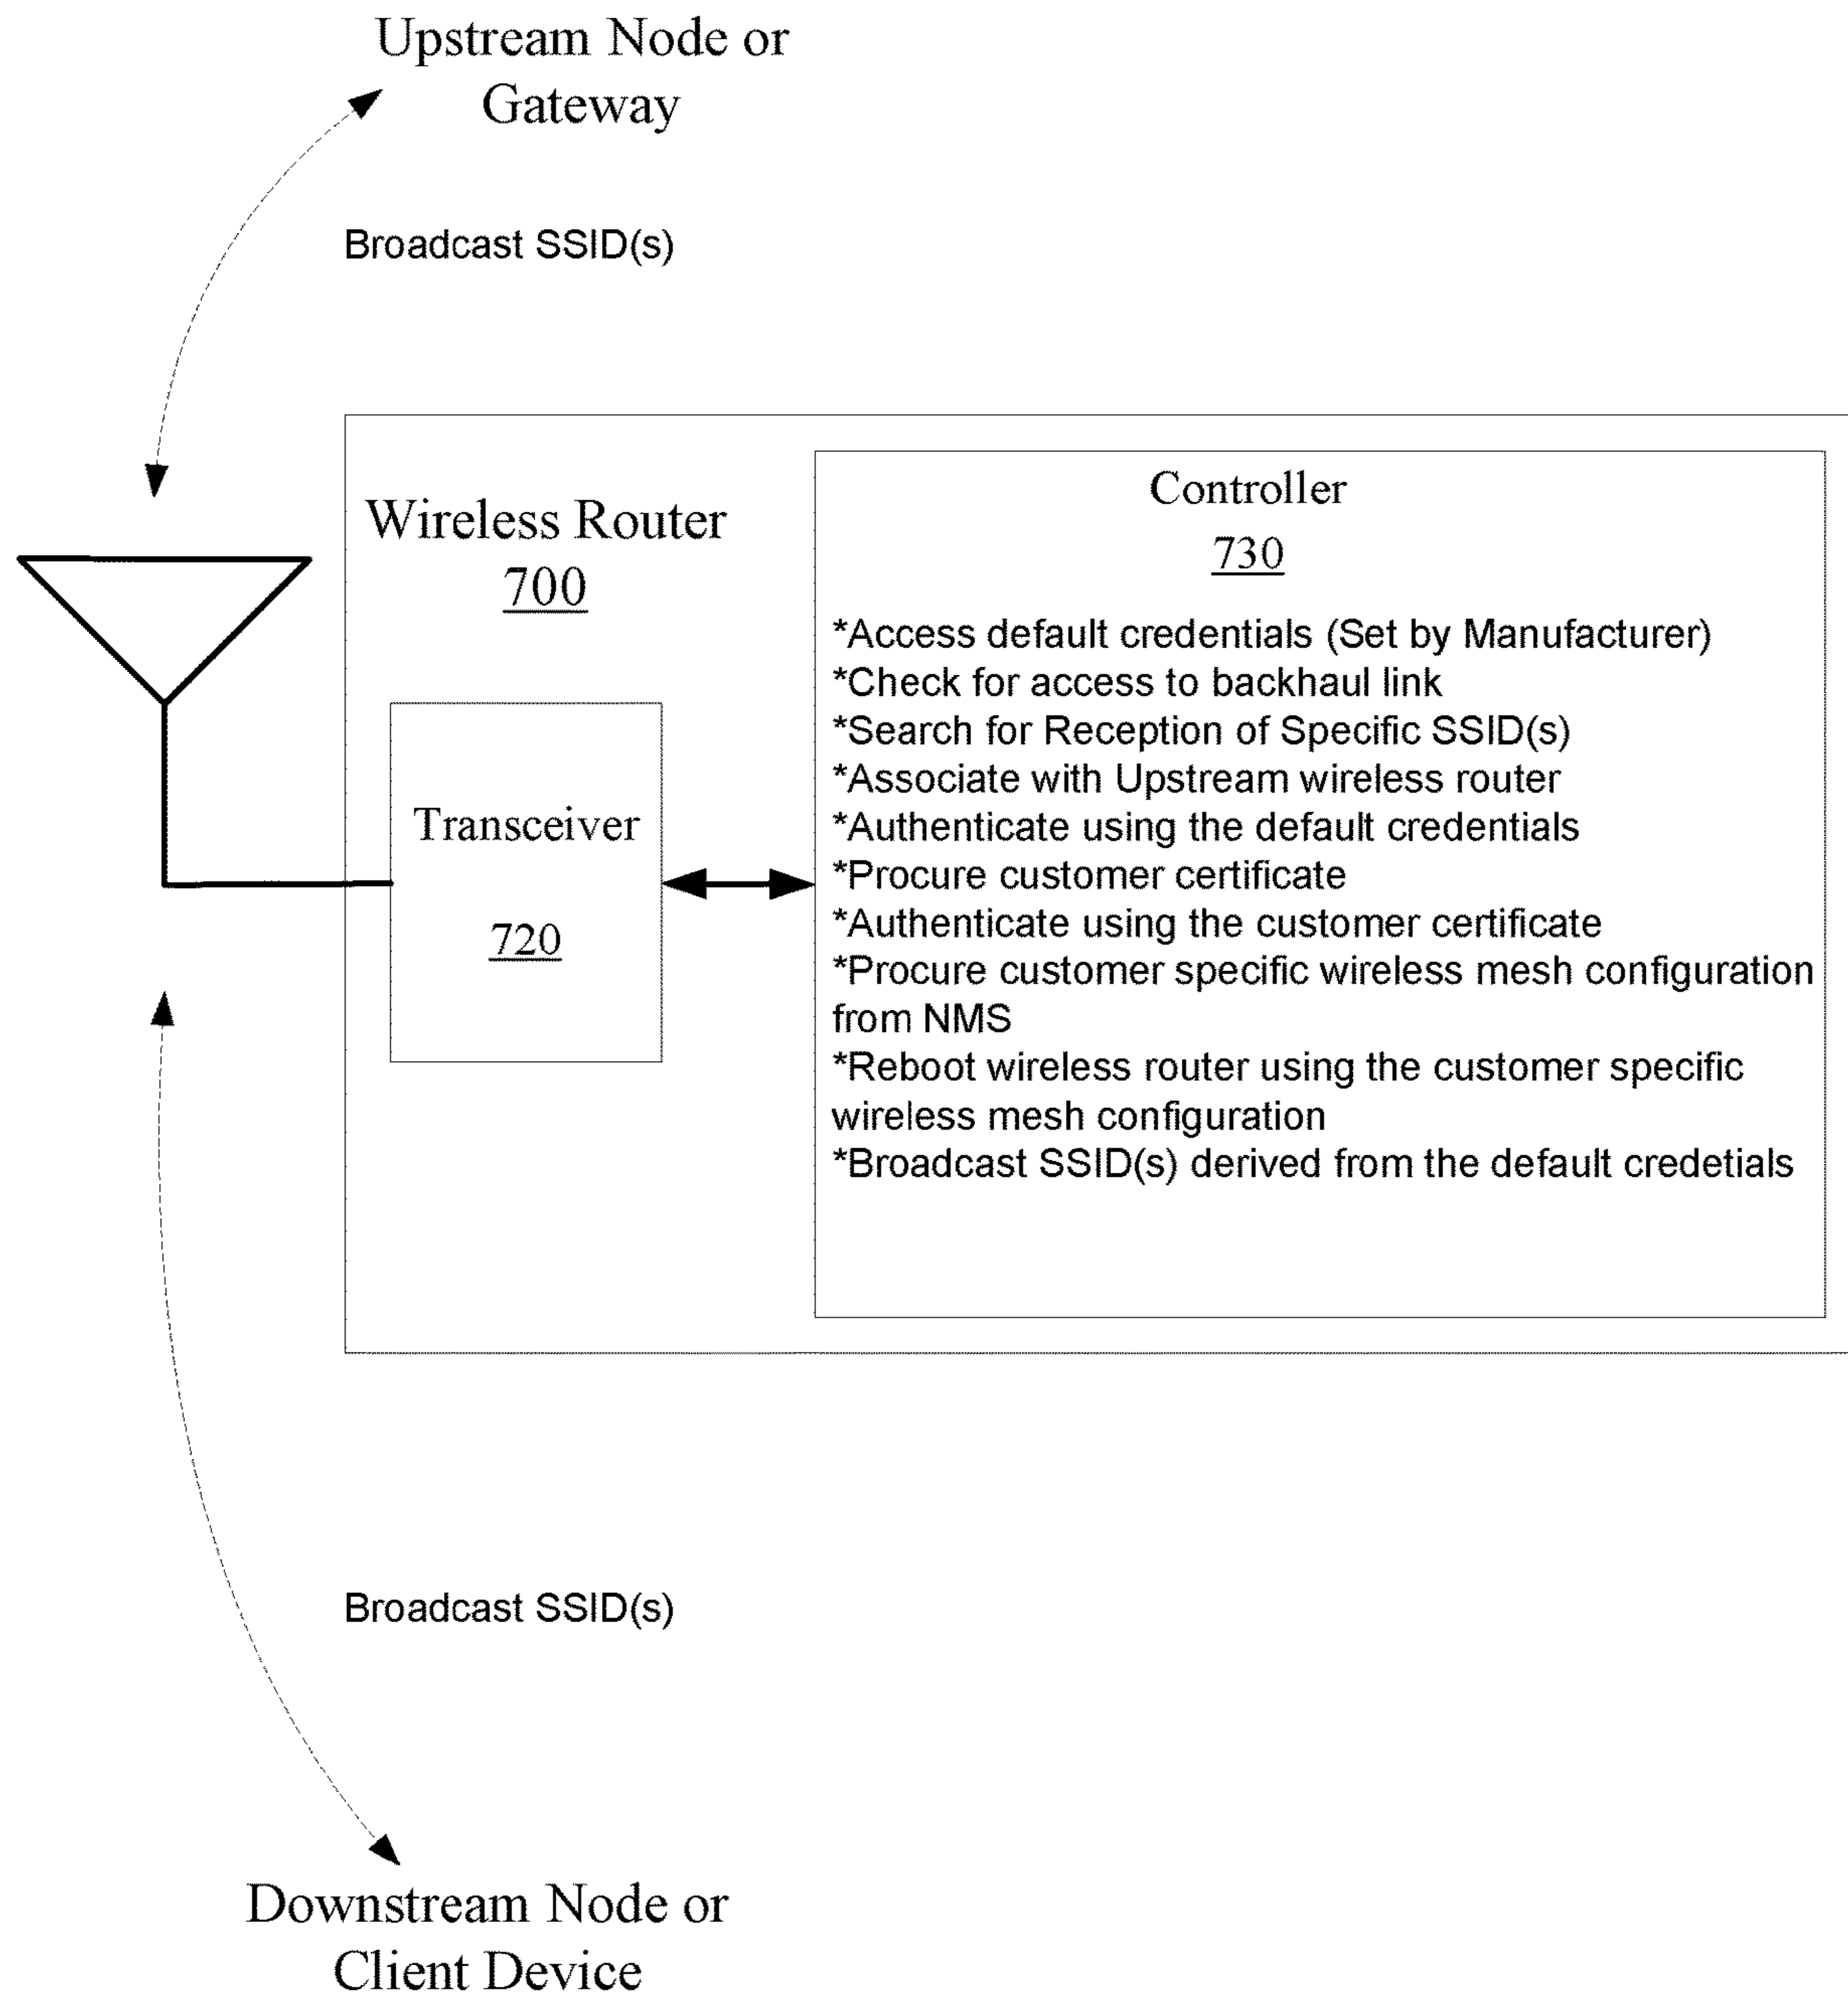 Upstream Node or
Gateway
Broadcast SSID(s)
Wireless Router
700
Transceiver
720
Controller
730
*Access default credentials (Set by Manufacturer)
*Check for access to backhaul link
*Search for Reception of Specific SSID(s)
*Associate with Upstream wireless router
*Authenticate using the default credentials
*Procure customer certificate
*Authenticate using the customer certificate
*Procure customer specific wireless mesh configuration
from NMS
*Reboot wireless router using the customer specific
wireless mesh configuration
*Broadcast SSID(s) derived from the default credetials
Broadcast SSID(s)
Downstream Node or
Client Device